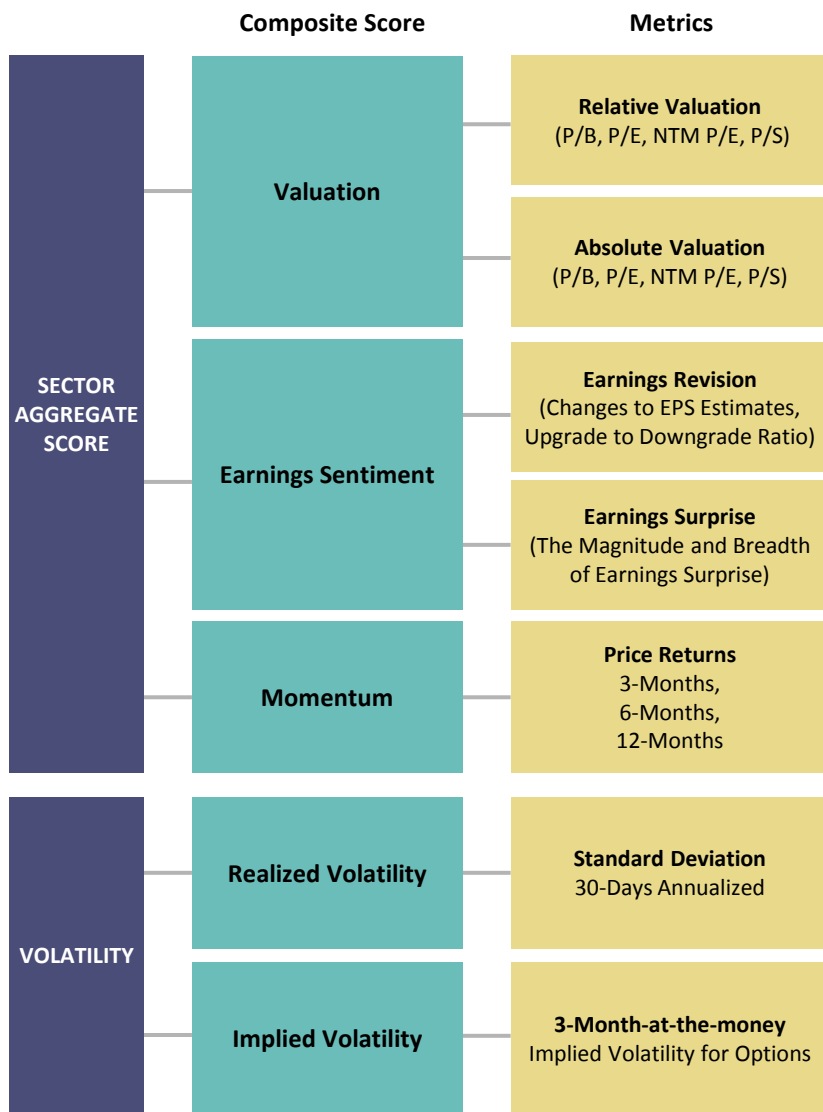 Composite Score
Metrics
SECTOR
AGGREGATE
SCORE
Valuation
Relative Valuation
(P/B, P/E, NTM P/E, P/S)
Absolute Valuation
(P/B, P/E, NTM P/E, P/S)
Earnings Sentiment
Earnings Revision
(Changes to EPS Estimates,
Upgrade to Downgrade Ratio)
Earnings Surprise
(The Magnitude and Breadth
of Earnings Surprise)
Momentum
Price Returns
3-Months,
6-Months,
12-Months
VOLATILITY
Realized Volatility
Standard Deviation
30-Days Annualized
Implied Volatility
3-Month-at-the-money
Implied Volatility for Options